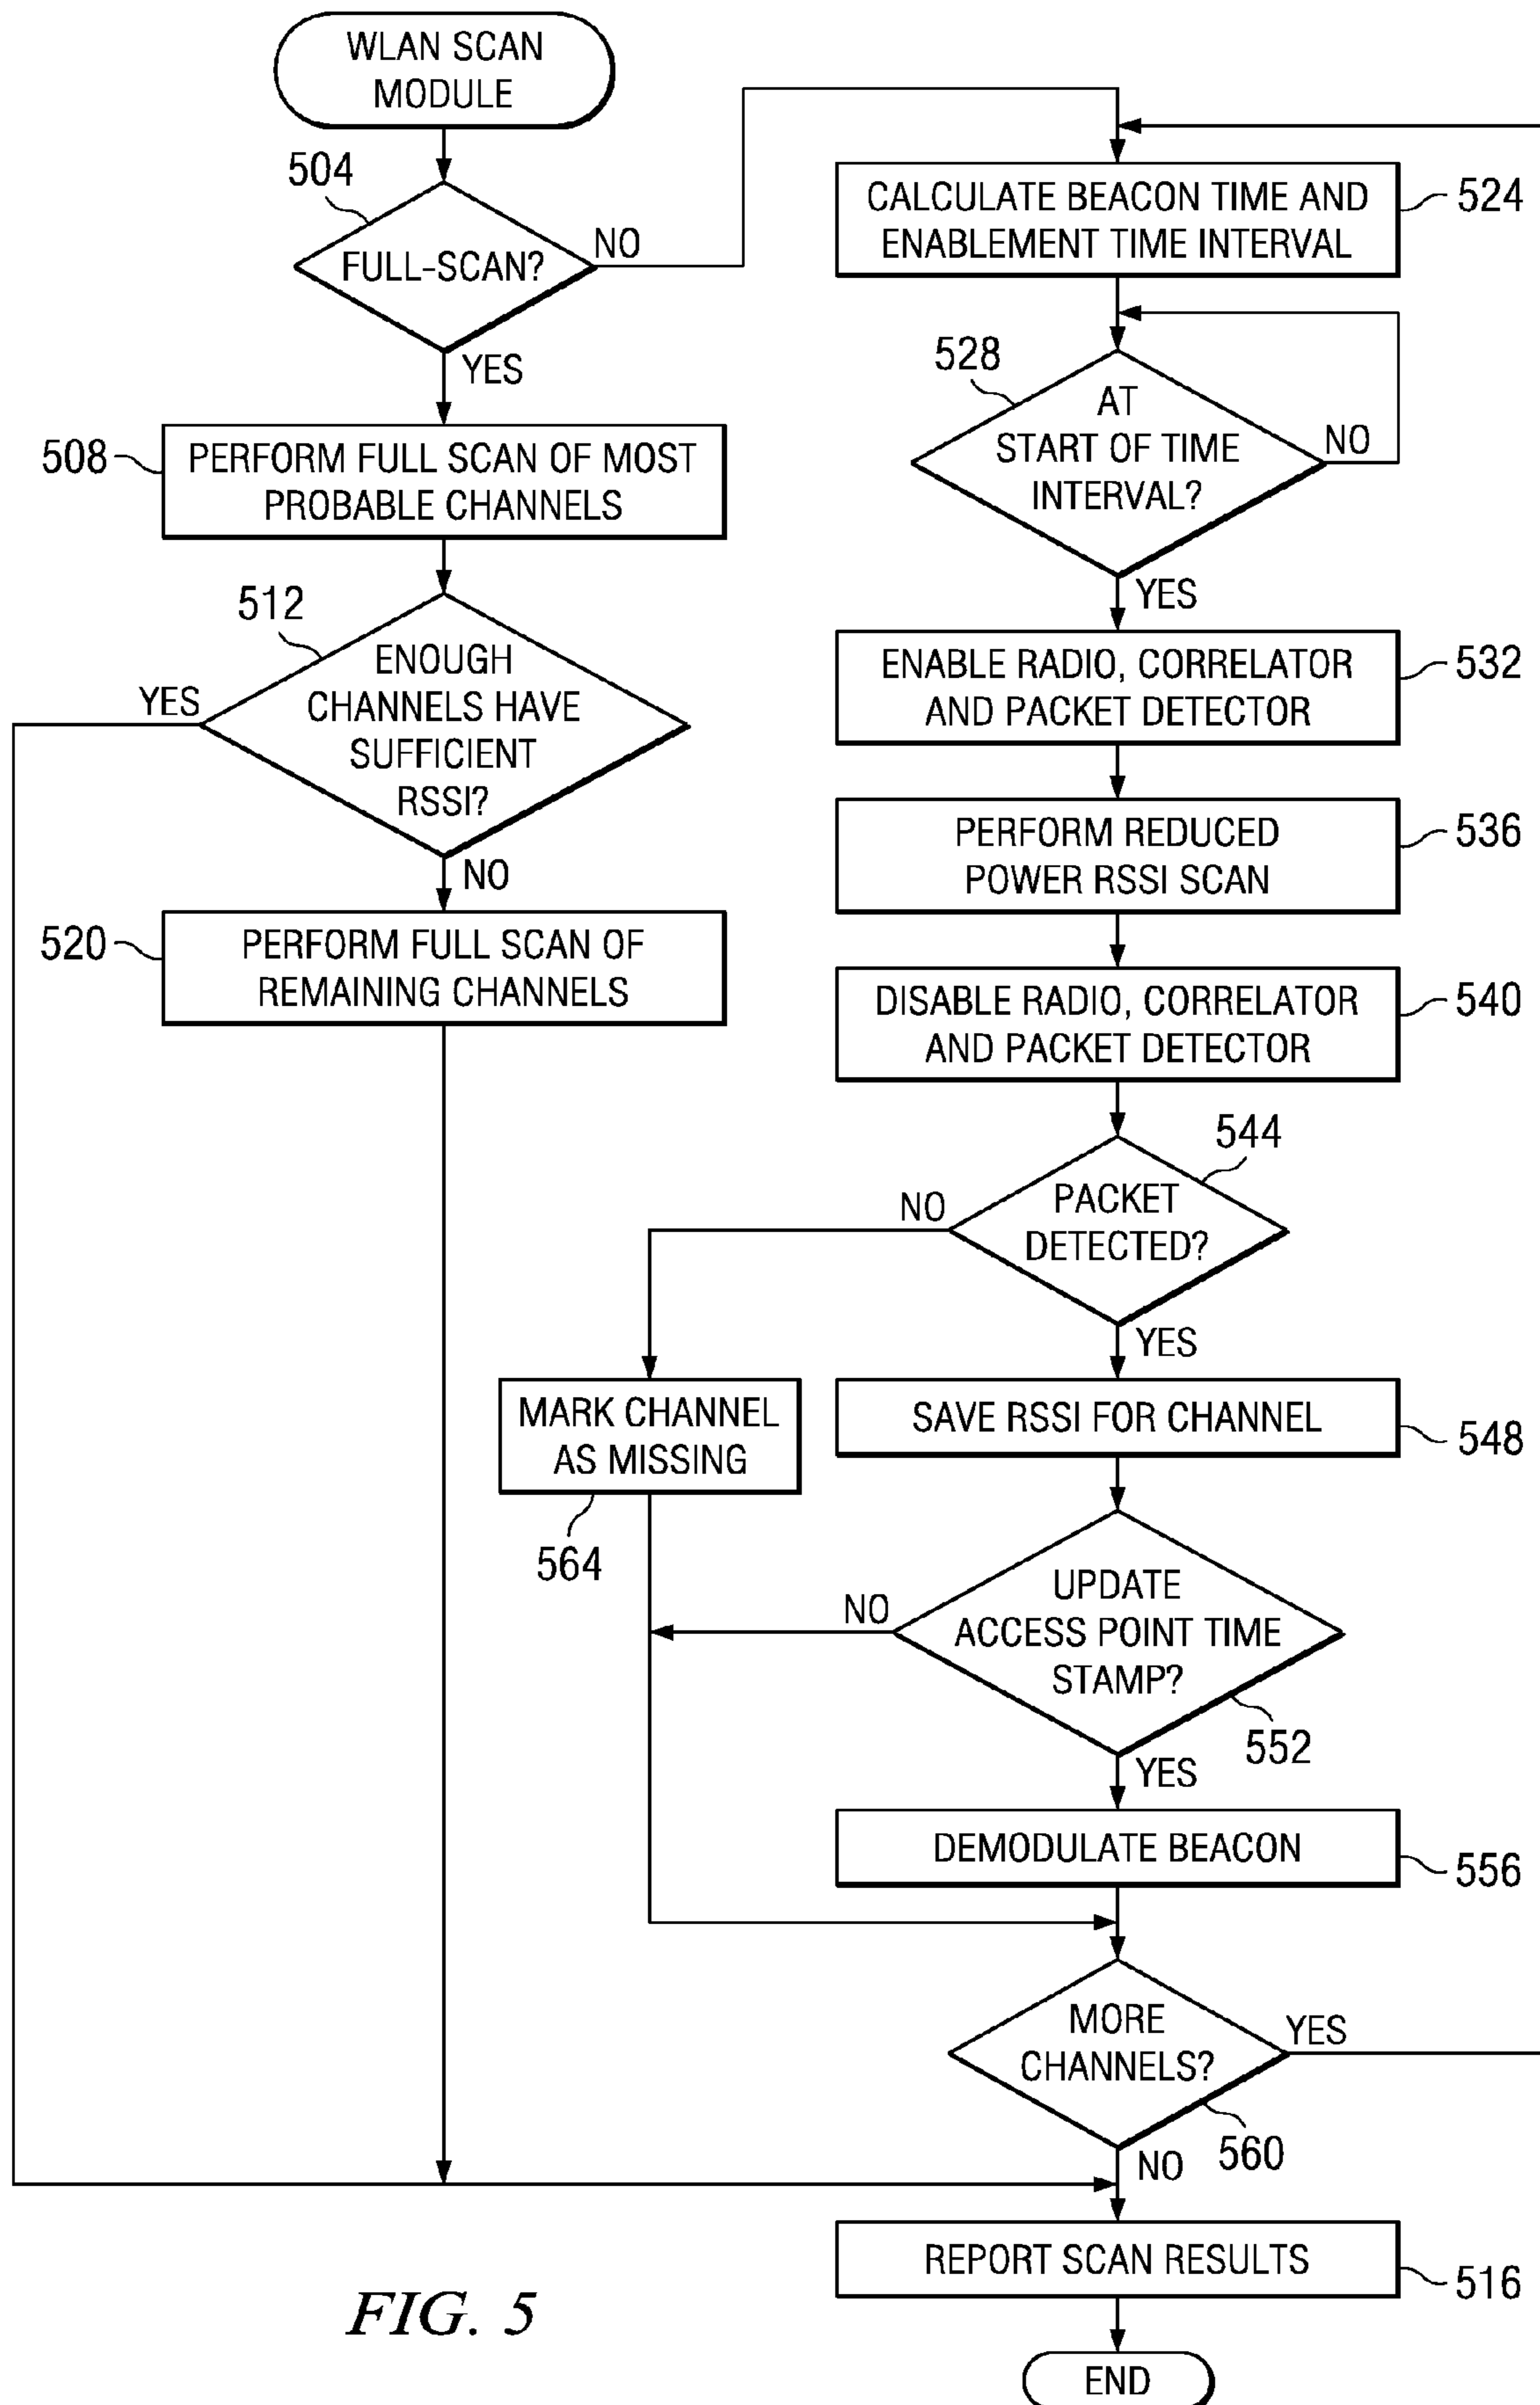 WLAN SCAN
MODULE
504
FULL-SCAN?
NO
YES
508
PERFORM FULL SCAN OF MOST
PROBABLE CHANNELS
512
ENOUGH
CHANNELS HAVE
SUFFICIENT
RSSI?
YES
NO
520
PERFORM FULL SCAN OF
REMAINING CHANNELS
CALCULATE BEACON TIME AND
ENABLEMENT TIME INTERVAL
524
528
AT
START OF TIME
INTERVAL?
NO
YES
ENABLE RADIO, CORRELATOR
AND PACKET DETECTOR
532
PERFORM REDUCED
POWER RSSI SCAN
536
DISABLE RADIO, CORRELATOR
AND PACKET DETECTOR
540
544
PACKET
DETECTED?
NO
YES
MARK CHANNEL
AS MISSING
564
SAVE RSSI FOR CHANNEL
548
UPDATE
ACCESS POINT TIME
STAMP?
NO
552
YES
DEMODULATE BEACON
556
MORE
CHANNELS?
YES
560
NO
REPORT SCAN RESULTS
516
END
FIG. 5